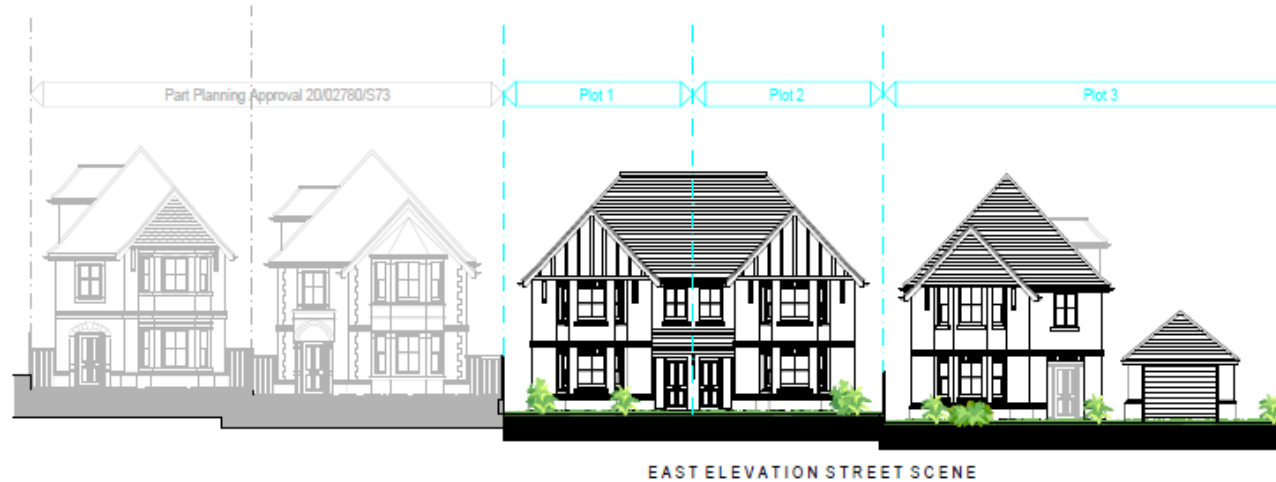 Part Planning Approval 20/02780/S73
Plot 1
Plot 2
Plot 3
EAST ELEVATION STREET SCENE